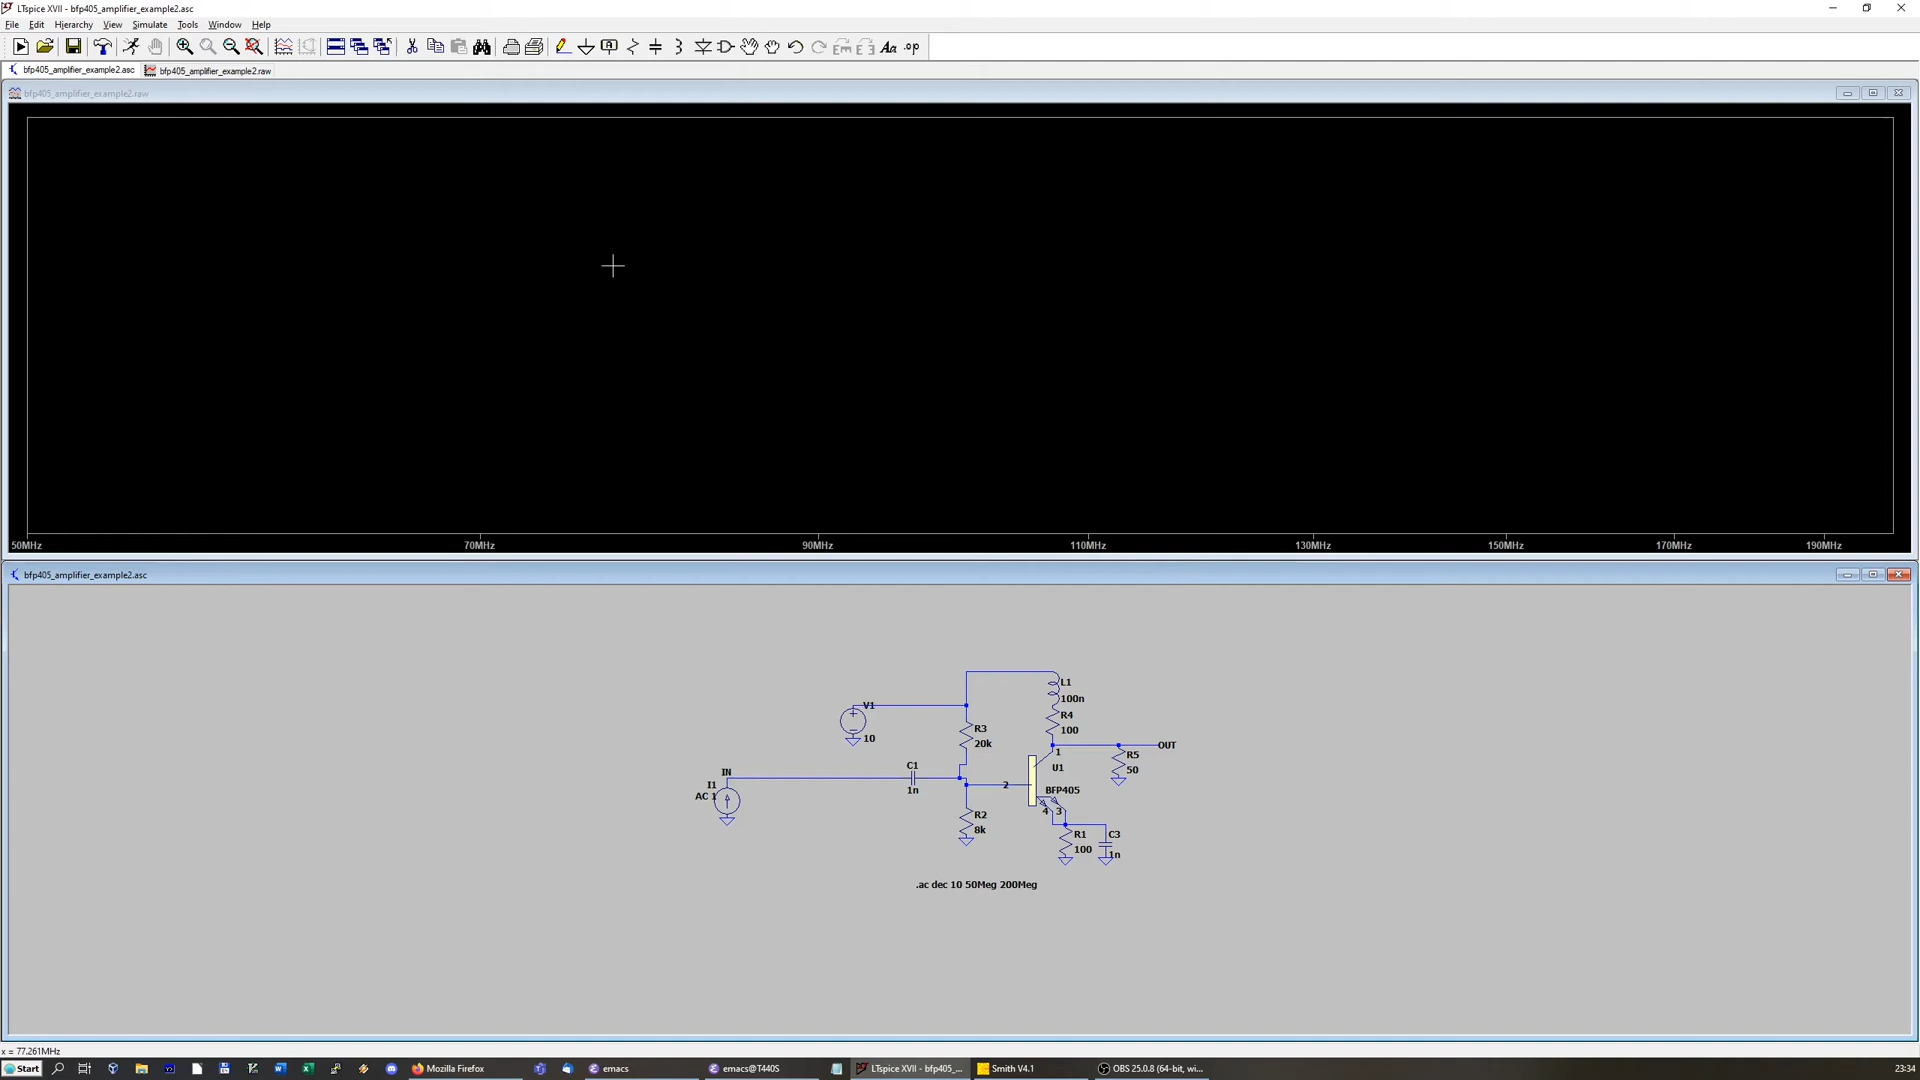 LTspice XVII - bfp405_amplifier_example2.asc
File Edit Hierarchy View Simulate Tools Window Help
bfp405_amplifier_example2.asc bfp405_amplifier_example2.raw
bfp405_amplifier_example2.raw
50MHz 70MHz 90MHz 110MHz 130MHz 150MHz 170MHz 190MHz
bfp405_amplifier_example2.asc
L1
100n
V1
10
R3
20k
R4
100
OUT
1
R5
50
U1
IN
I1
AC 1
C1
1n
2
BFP405
4 3
R2
8k
R1
100
C3
1n
.ac dec 10 50Meg 200Meg
x = 77.261MHz
Start Mozilla Firefox emacs emacs@T440S LTspice XVII - bfp405_... Smith V4.1 OBS 25.0.8 (64-bit, wi... 23:34